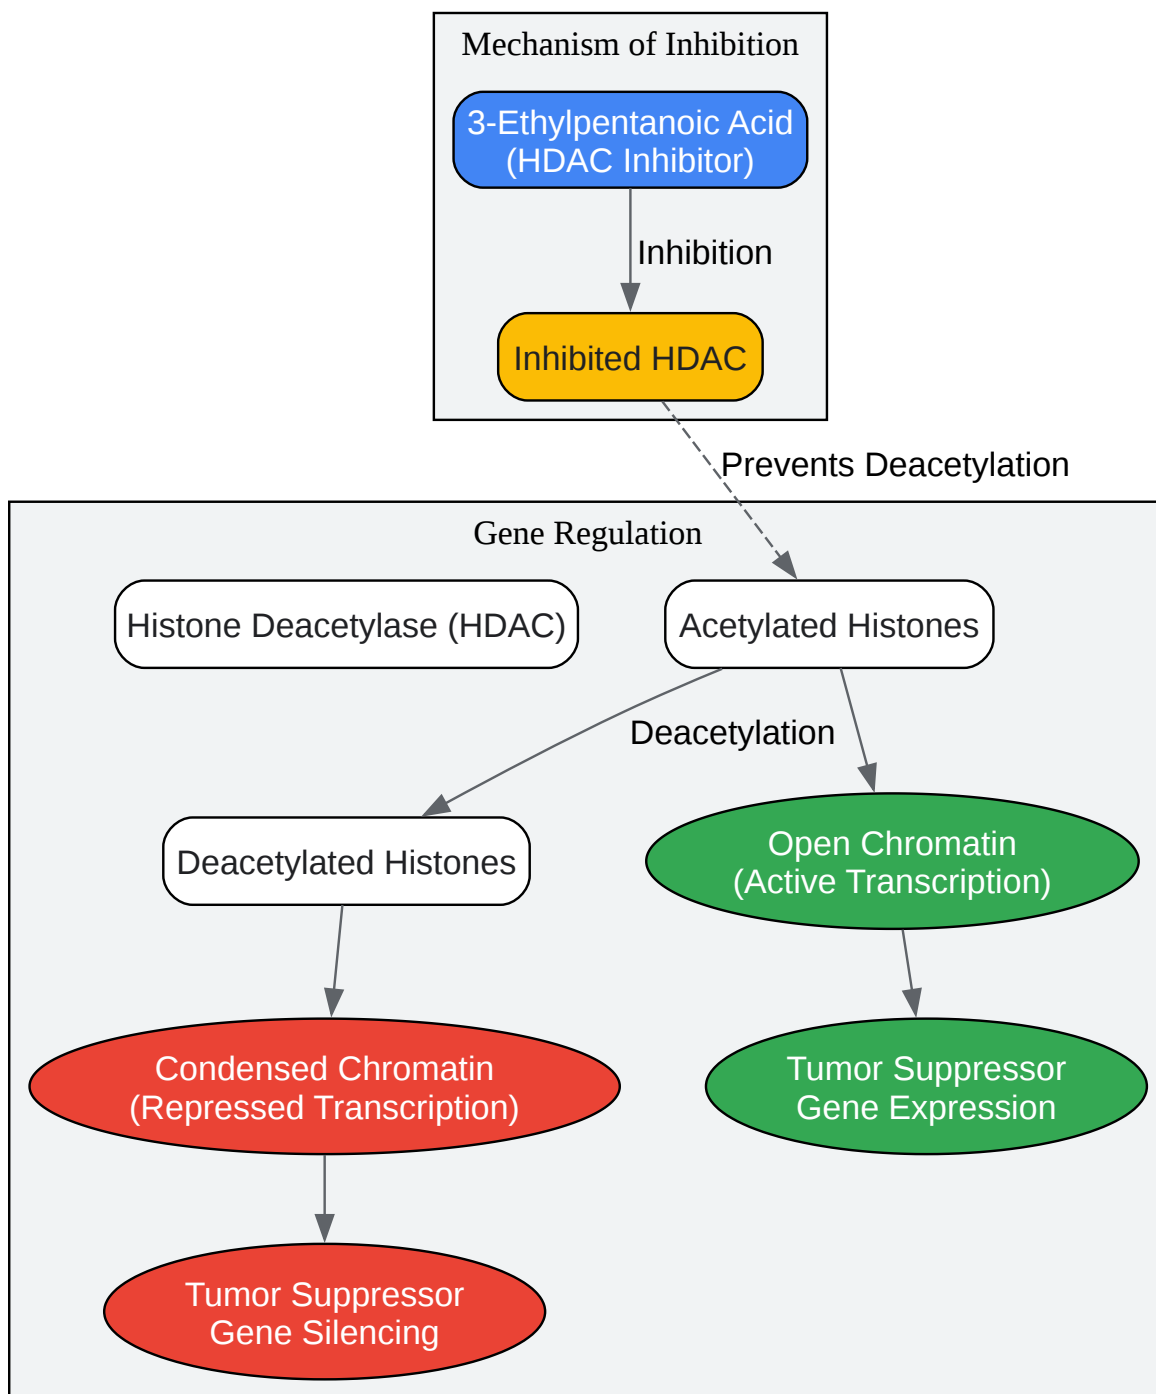 Mechanism of Inhibition
3-Ethylpentanoic Acid
(HDAC Inhibitor)
Inhibition
Inhibited HDAC
Prevents Deacetylation
Gene Regulation
Histone Deacetylase (HDAC)
Acetylated Histones
Deacetylation
Deacetylated Histones
Open Chromatin
(Active Transcription)
Condensed Chromatin
(Repressed Transcription)
Tumor Suppressor
Gene Expression
Tumor Suppressor
Gene Silencing